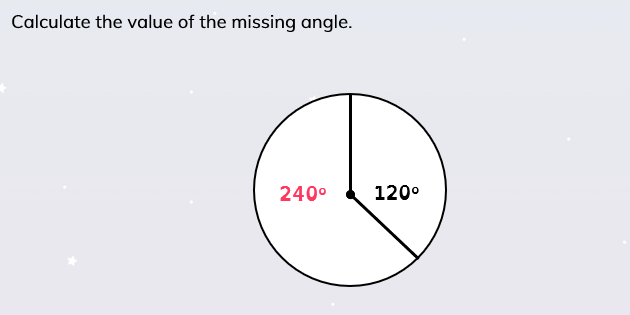 Calculate the value of the missing angle.
240° 120°